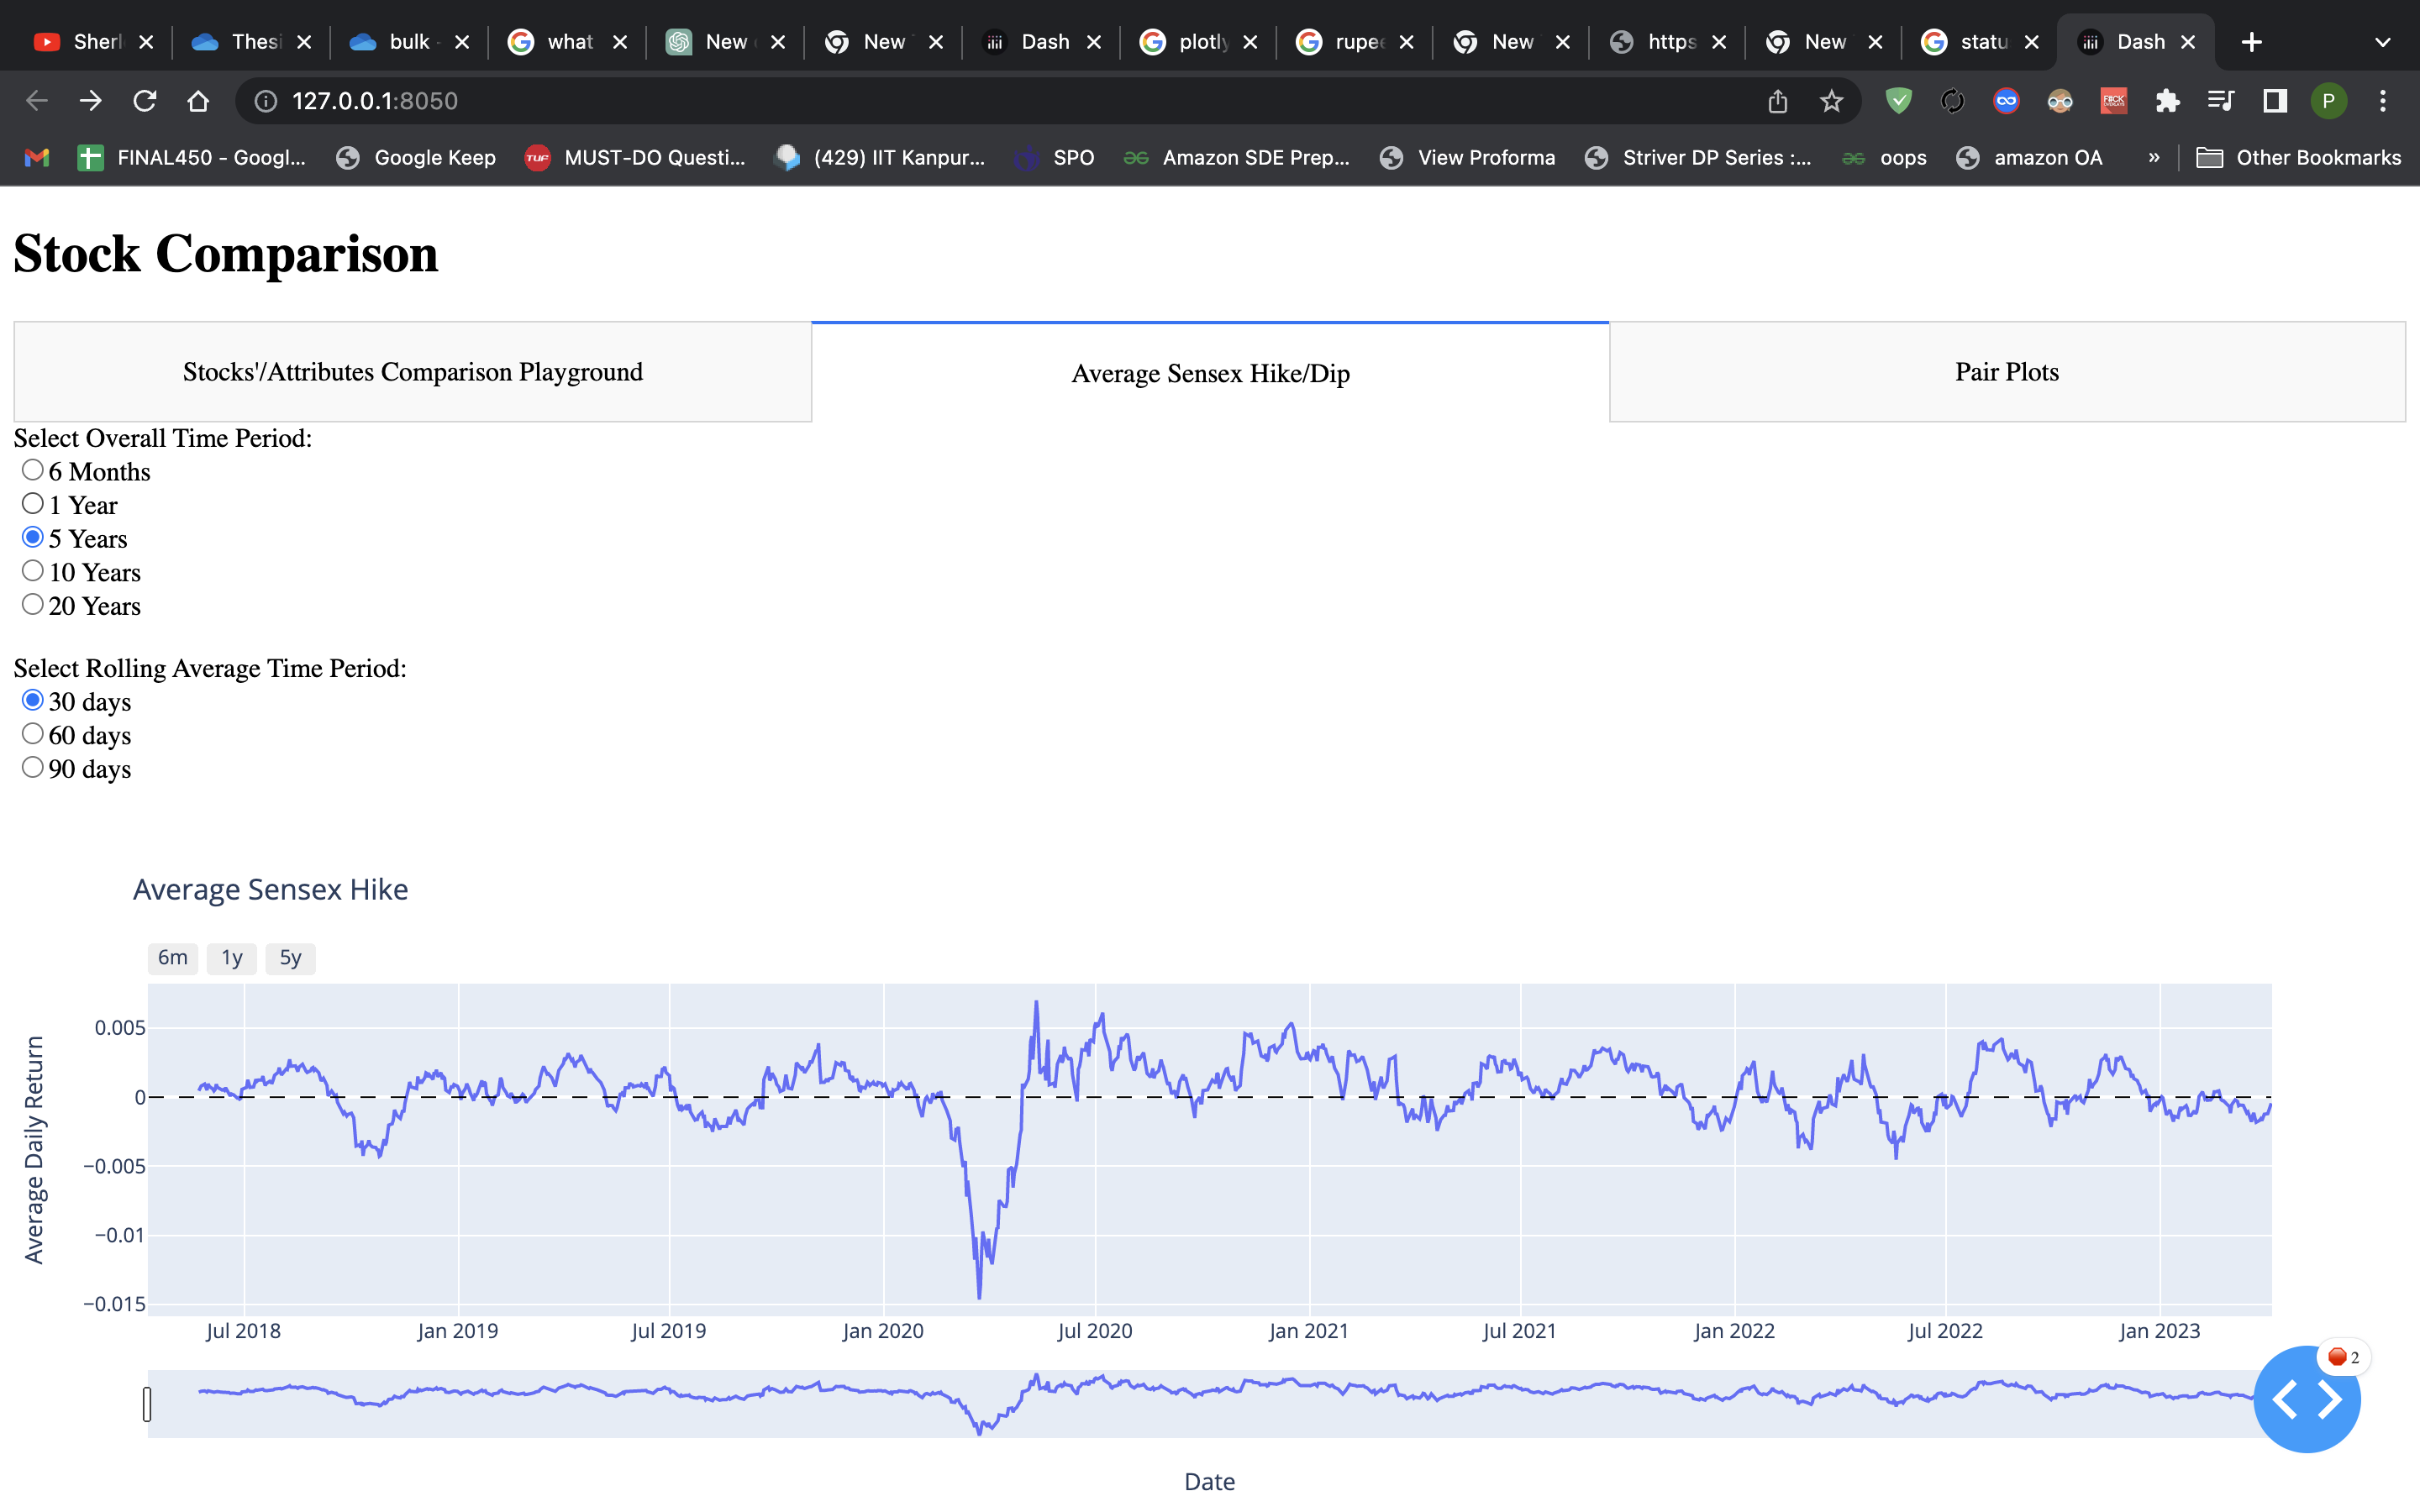 Sherl
Thesi
bulk -
what
New
New
Dash
plotly
rupee
New
https
New
statu
Dash
127.0.0.1:8050
P
FINAL450 - Googl...
Google Keep
TUF
MUST-DO Questi...
(429) IIT Kanpur...
SPO
Amazon SDE Prep...
View Proforma
Striver DP Series :...
oops
amazon OA
»
Other Bookmarks
Stock Comparison
Stocks'/Attributes Comparison Playground
Average Sensex Hike/Dip
Pair Plots
Select Overall Time Period:
6 Months
1 Year
5 Years
10 Years
20 Years
Select Rolling Average Time Period:
30 days
60 days
90 days
Average Sensex Hike
6m 1y 5y
Average Daily Return
0.005
0
−0.005
−0.01
−0.015
Jul 2018 Jan 2019 Jul 2019 Jan 2020 Jul 2020 Jan 2021 Jul 2021 Jan 2022 Jul 2022 Jan 2023
2
Date